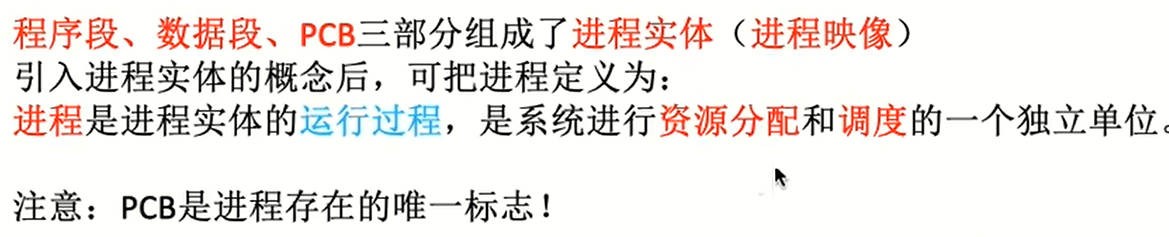 程序段、数据段、PCB三部分组成了进程实体（进程映像）
引入进程实体的概念后，可把进程定义为：
进程是进程实体的运行过程，是系统进行资源分配和调度的一个独立单位。
注意：PCB是进程存在的唯一标志！